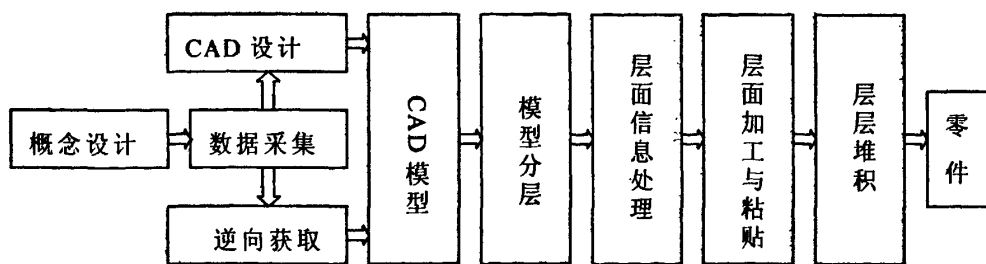 概念设计
CAD 设计
数据采集
逆向获取
CAD模型
模型分层
层面信息处理
层面加工与粘贴
层层堆积
零件